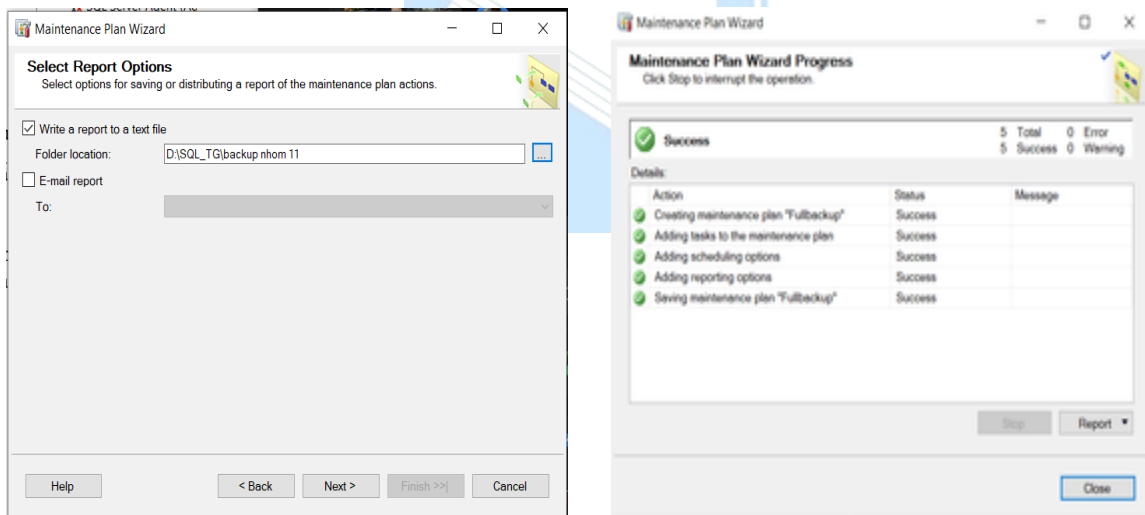 Maintenance Plan Wizard
Select Report Options
Select options for saving or distributing a report of the maintenance plan actions.
Write a report to a text file
Folder location: D:\SQL_TG\backup nhom 11 ...
E-mail report
To:
Help < Back Next > Finish >>| Cancel
Maintenance Plan Wizard
Maintenance Plan Wizard Progress
Click Stop to interrupt the operation.
Success 5 Total 0 Error
5 Success 0 Warning
Details:
Action Status Message
Creating maintenance plan "Fullbackup" Success
Adding tasks to the maintenance plan Success
Adding scheduling options Success
Adding reporting options Success
Saving maintenance plan "Fullbackup" Success
Stop Report
Close